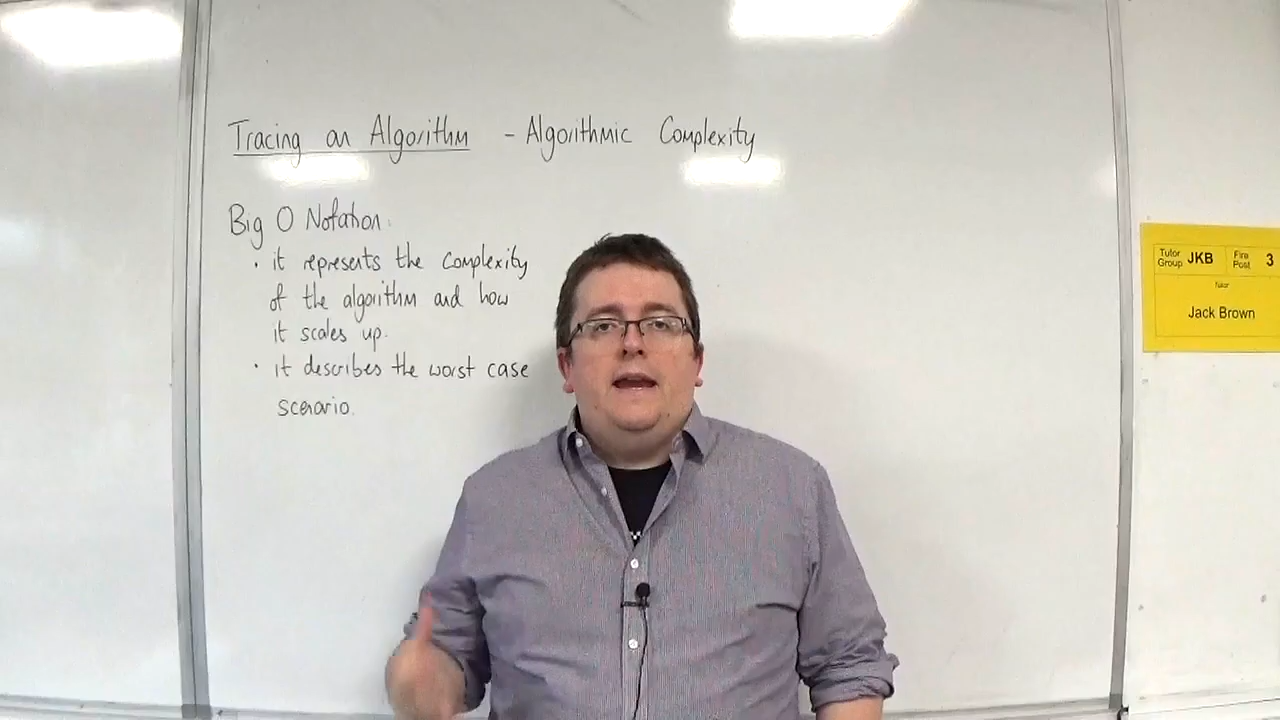 Tracing an Algorithm - Algorithmic Complexity
Big O Notation:
· it represents the complexity
of the algorithm and how
it scales up.
· it describes the worst case
scenario.
Tutor Group JKB Fire Post 3
Jack Brown